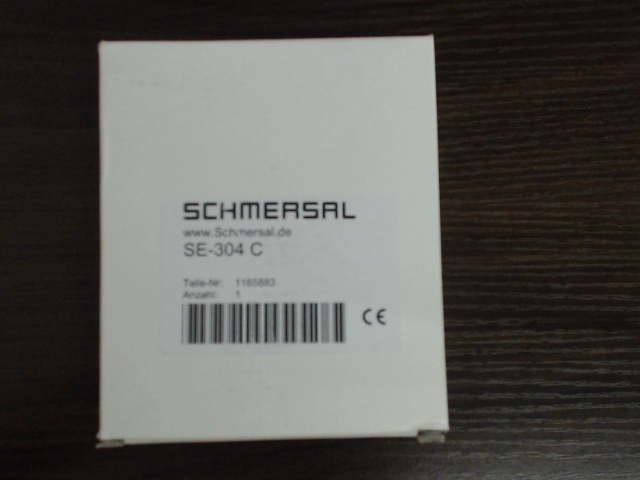 SCHMERSAL
www.Schmersal.de
SE-304 C
Teile-Nr: 1165883
Anzahl: 1
CE